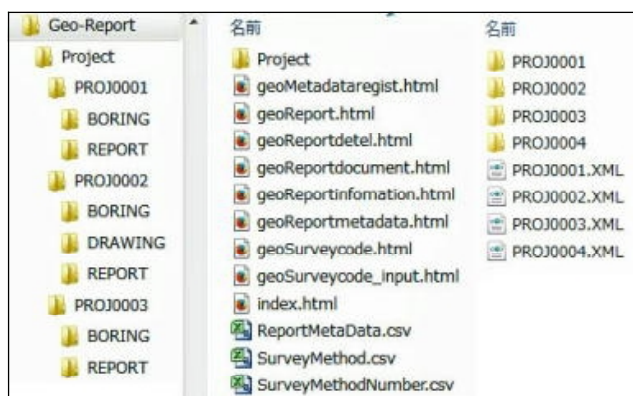 Geo-Report
Project
PROJ0001
BORING
REPORT
PROJ0002
BORING
DRAWING
REPORT
PROJ0003
BORING
REPORT
名前
Project
geoMetadataregist.html
geoReport.html
geoReportdetel.html
geoReportdocument.html
geoReportinfomation.html
geoReportmetadata.html
geoSurveycode.html
geoSurveycode_input.html
index.html
ReportMetaData.csv
SurveyMethod.csv
SurveyMethodNumber.csv
名前
PROJ0001
PROJ0002
PROJ0003
PROJ0004
PROJ0001.XML
PROJ0002.XML
PROJ0003.XML
PROJ0004.XML